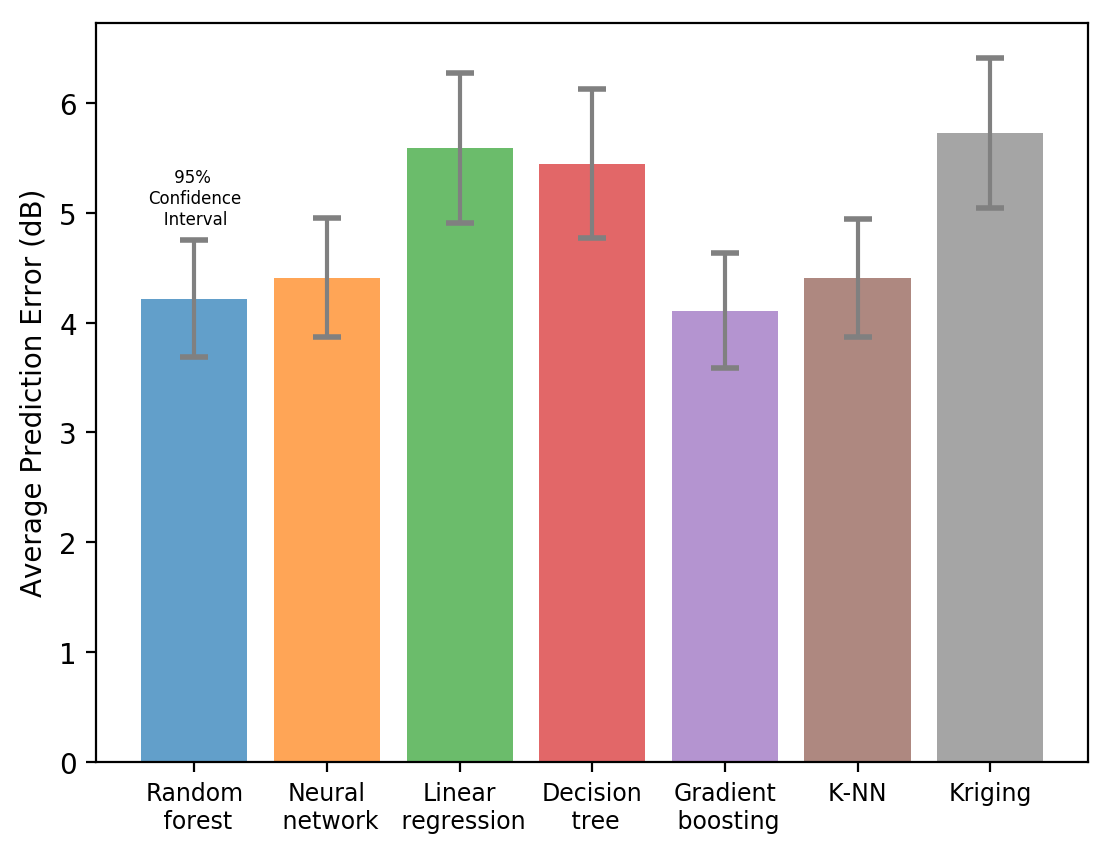 Average Prediction Error (dB)
6
5
4
3
2
1
0
95%
Confidence
Interval
Random
forest
Neural
network
Linear
regression
Decision
tree
Gradient
boosting
K-NN
Kriging